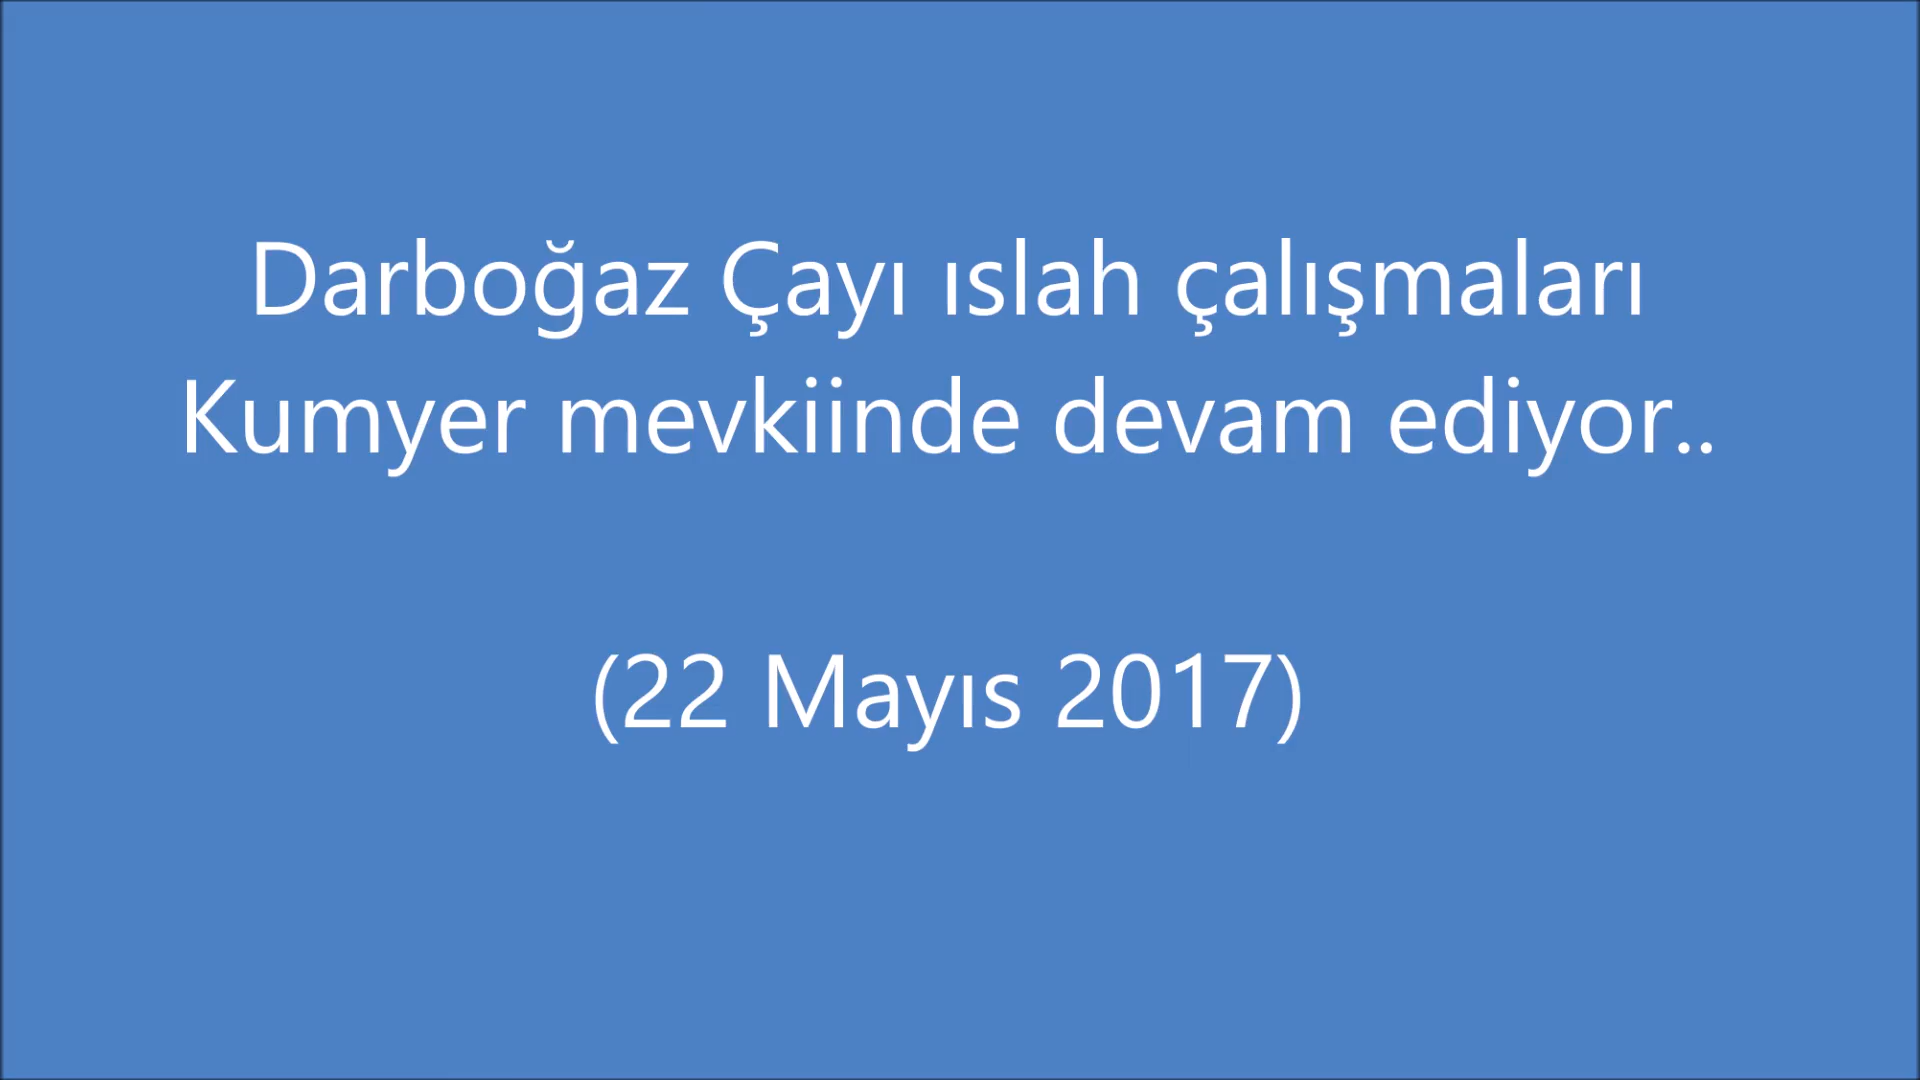 Darboğaz Çayı ıslah çalışmaları
Kumyer mevkiinde devam ediyor..
(22 Mayıs 2017)